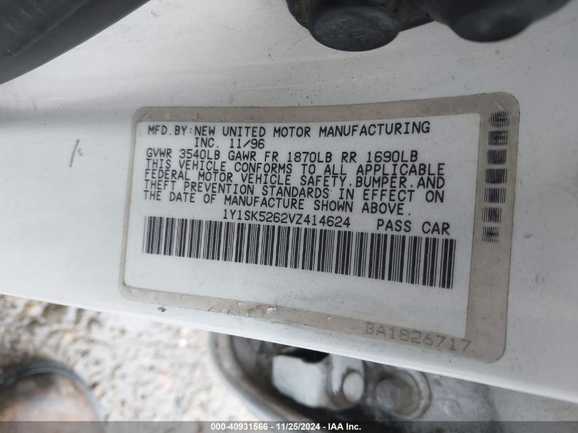 MFD.BY:NEW UNITED MOTOR MANUFACTURING
INC. 11/96
GVWR 3540LB GAWR FR 1870LB RR 1690LB
THIS VEHICLE CONFORMS TO ALL APPLICABLE
FEDERAL MOTOR VEHICLE SAFETY,BUMPER,AND
THEFT PREVENTION STANDARDS IN EFFECT ON
THE DATE OF MANUFACTURE SHOWN ABOVE.
1Y1SK5262VZ414624 PASS CAR
BA1826717
000-40931566 - 11/25/2024 - IAAI.com